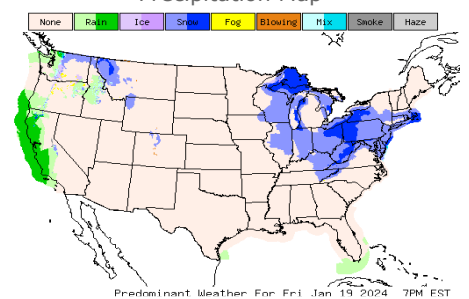 Precipitation Map
None Rain Ice Snow Fog Blowing Mix Smoke Haze
Predominant Weather For Fri Jan 19 2024 7PM EST